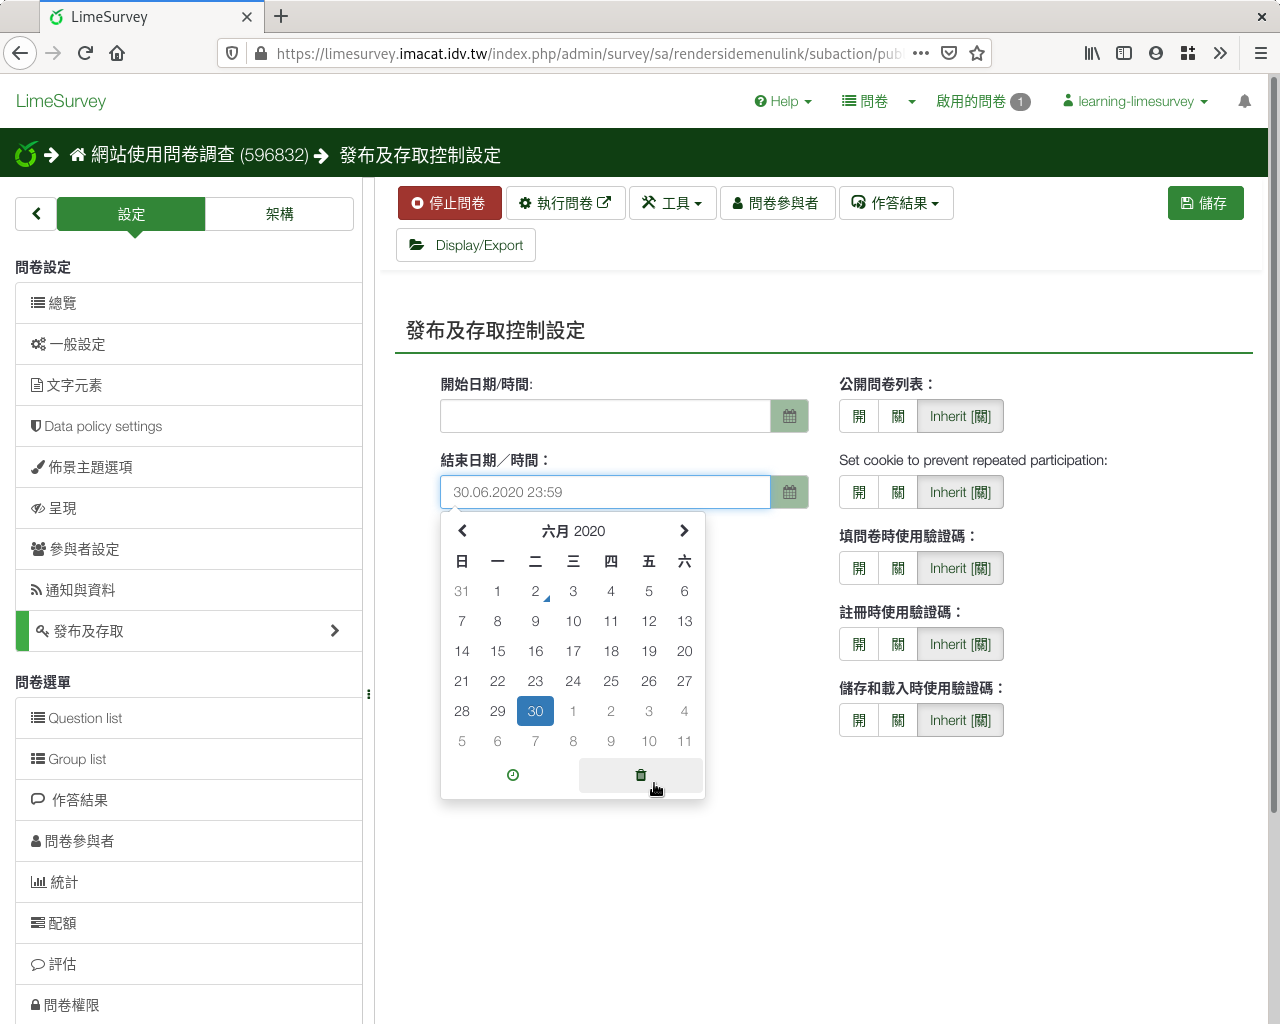 LimeSurvey
https://limesurvey.imacat.idv.tw/index.php/admin/survey/sa/rendersidemenulink/subaction/pub
LimeSurvey
Help
問卷
啟用的問卷 1
learning-limesurvey
網站使用問卷調查 (596832)
發布及存取控制設定
設定
架構
停止問卷
執行問卷
工具
問卷參與者
作答結果
儲存
Display/Export
問卷設定
總覽
一般設定
文字元素
Data policy settings
佈景主題選項
呈現
參與者設定
通知與資料
發布及存取
問卷選單
Question list
Group list
作答結果
問卷參與者
統計
配額
評估
問卷權限
發布及存取控制設定
開始日期/時間:
結束日期／時間：
30.06.2020 23:59
六月 2020
日 一 二 三 四 五 六
31 1 2 3 4 5 6
7 8 9 10 11 12 13
14 15 16 17 18 19 20
21 22 23 24 25 26 27
28 29 30 1 2 3 4
5 6 7 8 9 10 11
公開問卷列表：
開 關 Inherit [關]
Set cookie to prevent repeated participation:
開 關 Inherit [關]
填問卷時使用驗證碼：
開 關 Inherit [關]
註冊時使用驗證碼：
開 關 Inherit [關]
儲存和載入時使用驗證碼：
開 關 Inherit [關]